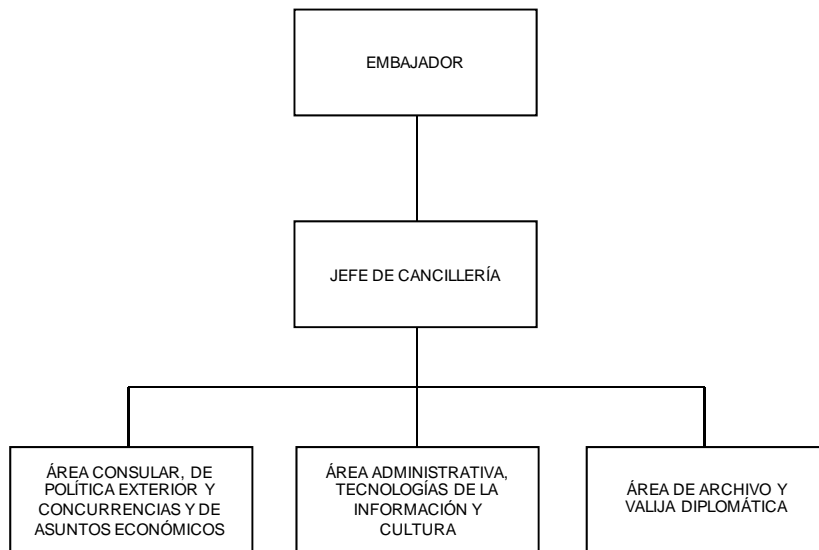 EMBAJADOR
JEFE DE CANCILLERÍA
ÁREA CONSULAR, DE
POLÍTICA EXTERIOR Y
CONCURRENCIAS Y DE
ASUNTOS ECONÓMICOS
ÁREA ADMINISTRATIVA,
TECNOLOGÍAS DE LA
INFORMACIÓN Y
CULTURA
ÁREA DE ARCHIVO Y
VALIJA DIPLOMÁTICA